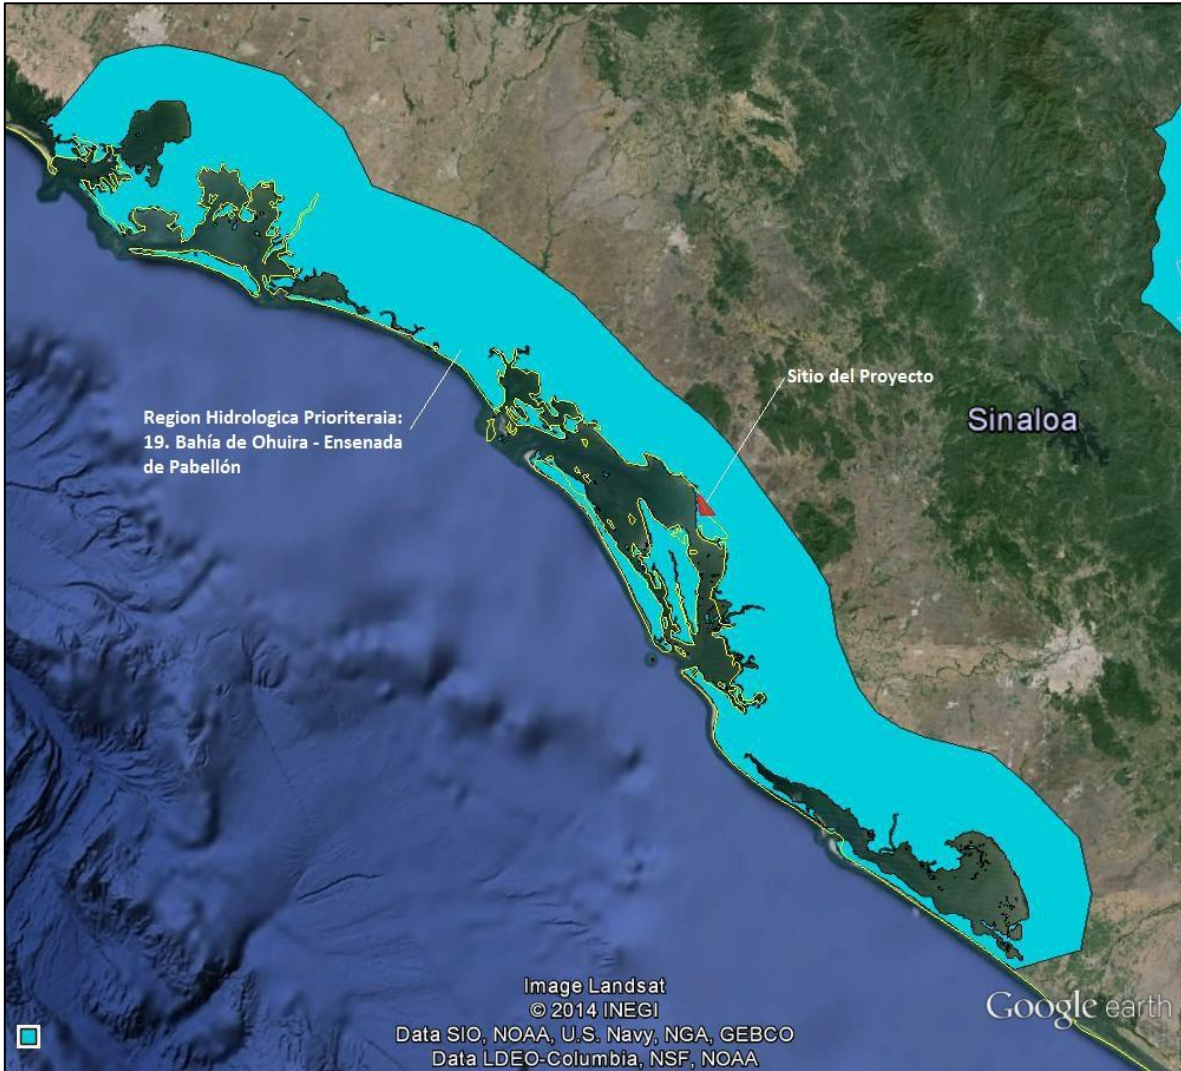 Sitio del Proyecto
Region Hidrologica Prioriteraia:
19. Bahía de Ohuira - Ensenada
de Pabellón
Sinaloa
Image Landsat
© 2014 INEGI
Data SIO, NOAA, U.S. Navy, NGA, GEBCO
Data LDEO-Columbia, NSF, NOAA
Google earth